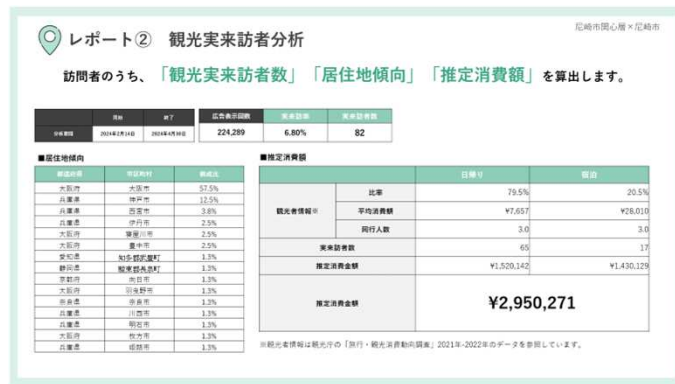 尼崎市関心層×尼崎市
レポート② 観光実来訪者分析
訪問者のうち、「観光実来訪者数」「居住地傾向」「推定消費額」を算出します。
開始 終了 広告表示回数 実来訪率 実来訪者数
分析期間 2024年2月14日 2024年4月30日 224,289 6.80% 82
■居住地傾向
都道府県 市区町村 構成比
大阪府 大阪市 57.5%
兵庫県 神戸市 12.5%
兵庫県 西宮市 3.8%
兵庫県 伊丹市 2.5%
大阪府 寝屋川市 2.5%
大阪府 豊中市 2.5%
愛知県 知多郡武豊町 1.3%
静岡県 駿東郡長泉町 1.3%
京都府 向日市 1.3%
大阪府 羽曳野市 1.3%
奈良県 奈良市 1.3%
兵庫県 川西市 1.3%
兵庫県 明石市 1.3%
大阪府 枚方市 1.3%
兵庫県 姫路市 1.3%
■推定消費額
日帰り 宿泊
観光者情報※ 比率 79.5% 20.5%
平均消費額 ¥7,657 ¥28,010
同行人数 3.0 3.0
実来訪者数 65 17
推定消費金額 ¥1,520,142 ¥1,430,129
推定消費金額 ¥2,950,271
※観光者情報は観光庁の「旅行・観光消費動向調査」2021年-2022年のデータを参照しています。